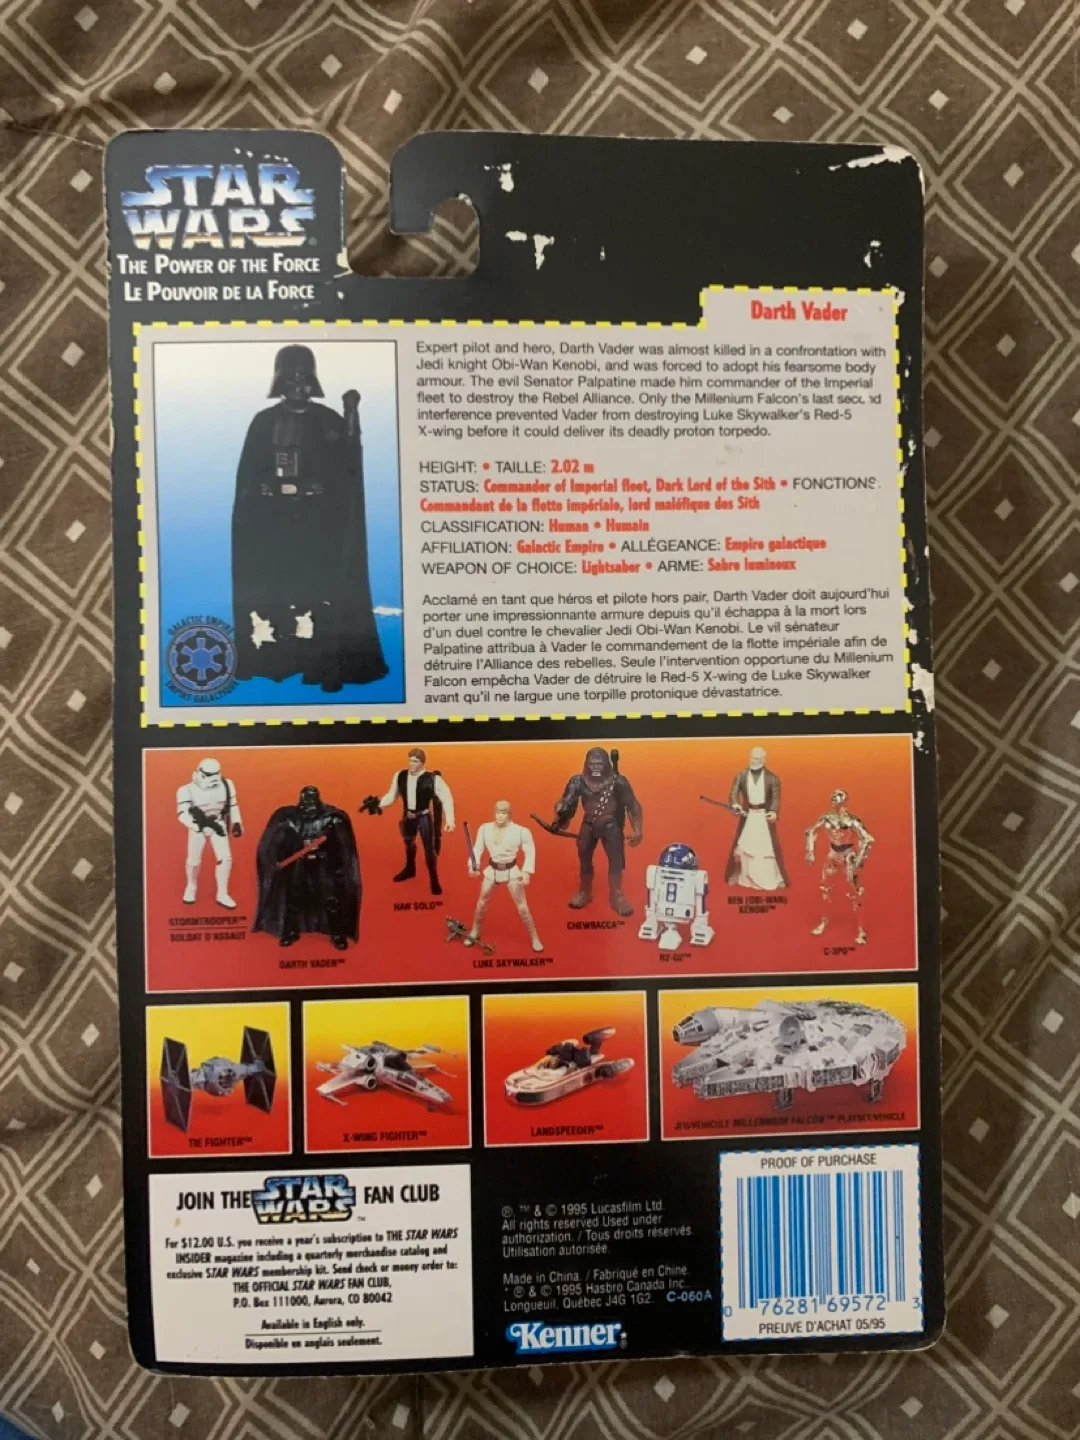 STAR
WARS®
THE POWER OF THE FORCE
LE POUVOIR DE LA FORCE
Darth Vader
Expert pilot and hero, Darth Vader was almost killed in a confrontation with
Jedi knight Obi-Wan Kenobi, and was forced to adopt his fearsome body
armour. The evil Senator Palpatine made him commander of the Imperial
fleet to destroy the Rebel Alliance. Only the Millenium Falcon's last
interference prevented Vader from destroying Luke Skywalker's Red-5
X-wing before it could deliver its deadly proton torpedo.
HEIGHT: • TAILLE: 2.02 m
STATUS: Commander of Imperial fleet, Dark Lord of the Sith • FONCTIONS
Commandant de la flotte impériale, lord maléfique des Sith
CLASSIFICATION: Human • Humain
AFFILIATION: Galactic Empire • ALLÉGEANCE: Empire galactique
WEAPON OF CHOICE: Lightsaber • ARME: Sabre lumineux
Acclamé en tant que héros et pilote hors pair, Darth Vader doit aujourd'hui
porter une impressionnante armure depuis qu'il échappa à la mort lors
d'un duel contre le chevalier Jedi Obi-Wan Kenobi. Le vil sénateur
Palpatine attribua à Vader le commandement de la flotte impériale afin de
détruire l'Alliance des rebelles. Seule l'intervention opportune du Millenium
Falcon empêcha Vader de détruire le Red-5 X-wing de Luke Skywalker
avant qu'il ne largue une torpille protonique dévastatrice.
GALACTIC EMPIRE
EMPIRE GALACTIQUE
STORMTROOPER™
SOLDAT D'ASSAUT
DARTH VADER™
HAN SOLO™
LUKE SKYWALKER™
CHEWBACCA™
R2-D2™
BEN (OBI-WAN)
KENOBI™
C-3PO™
TIE FIGHTER™
X-WING FIGHTER™
LANDSPEEDER™
JEU/VÉHICULE MILLENNIUM FALCON™ PLAYSET/VEHICLE
JOIN THE STAR WARS™ FAN CLUB
For $12.00 U.S. you receive a year's subscription to THE STAR WARS
INSIDER magazine including a quarterly merchandise catalog and
exclusive STAR WARS membership kit. Send check or money order to:
THE OFFICIAL STAR WARS FAN CLUB,
P.O. Box 111000, Aurora, CO 80042
Available in English only.
Disponible en anglais seulement.
®, ™ & © 1995 Lucasfilm Ltd.
All rights reserved.Used under
authorization. / Tous droits réservés.
Utilisation autorisée.
Made in China. / Fabriqué en Chine.
* ® & © 1995 Hasbro Canada Inc.,
Longueuil, Québec J4G 1G2. C-060A
Kenner®
PROOF OF PURCHASE
0 76281 69572 3
PREUVE D'ACHAT 05/95